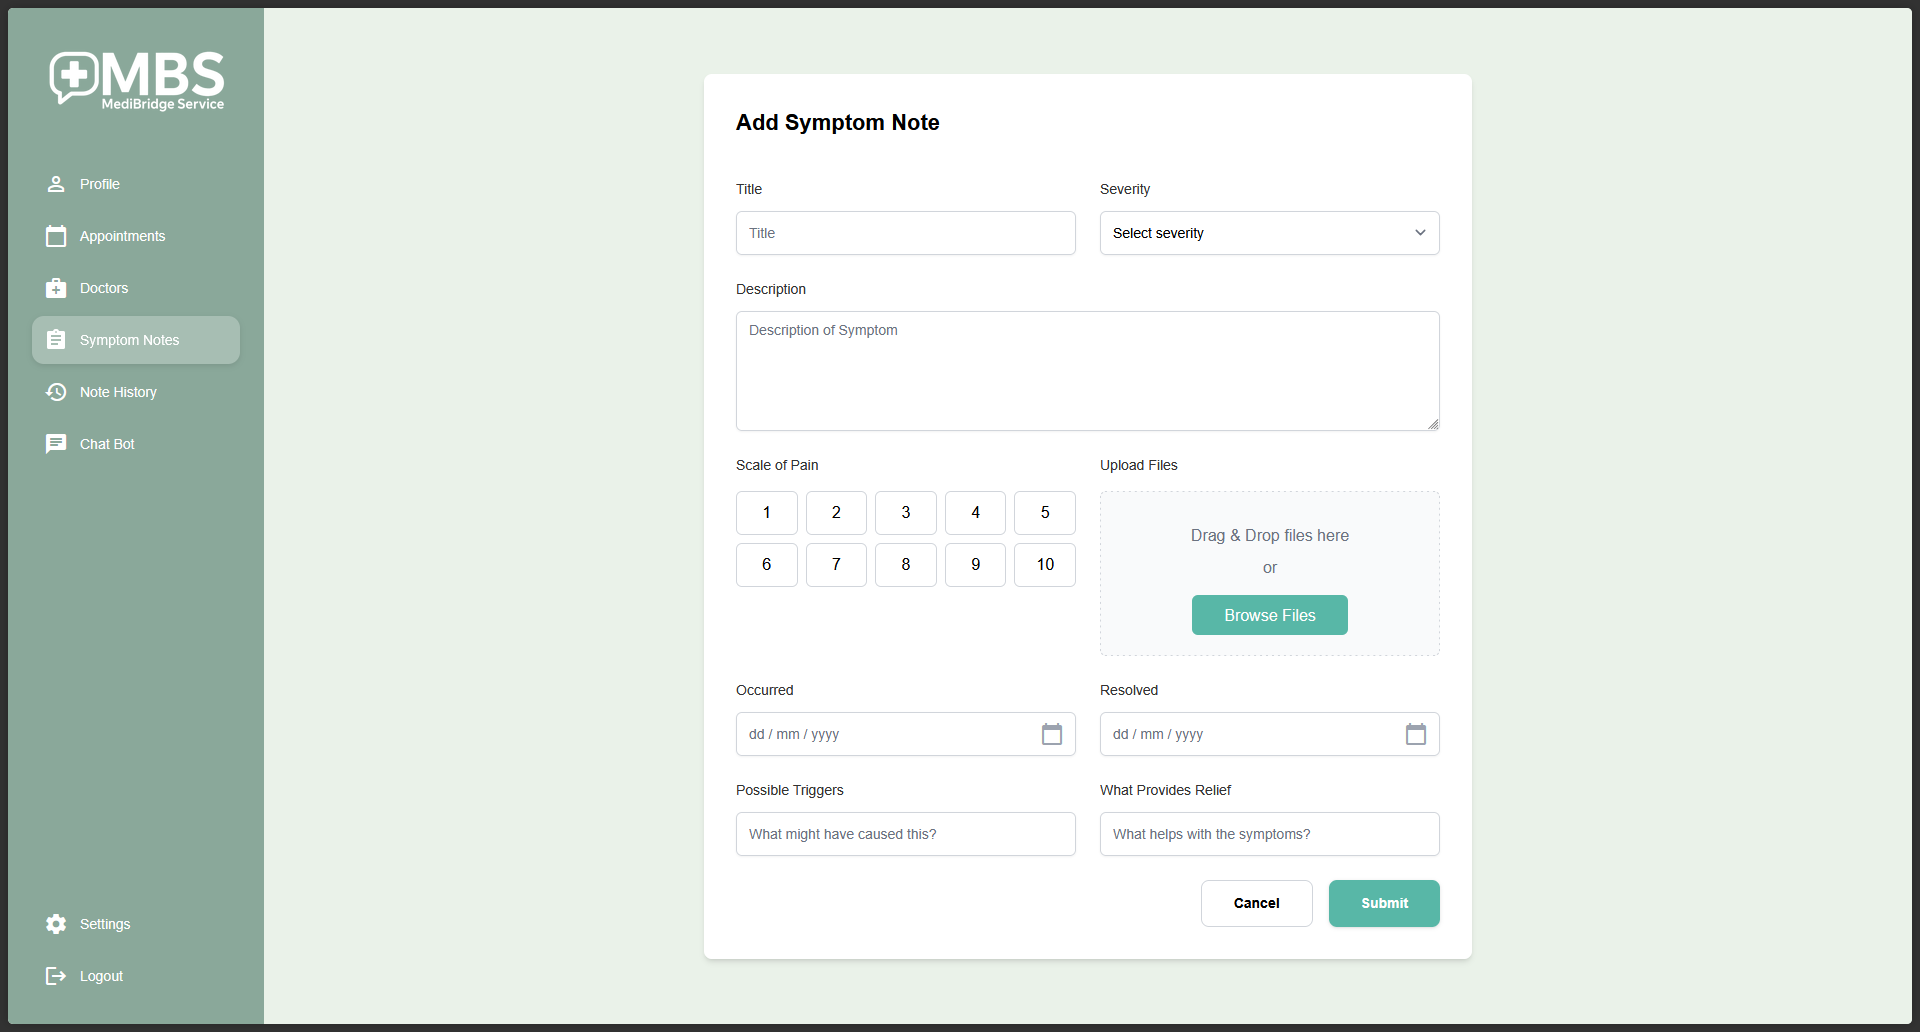 MBS
MediBridge Service
Profile
Appointments
Doctors
Symptom Notes
Note History
Chat Bot
Settings
Logout
Add Symptom Note
Title
Severity
Title
Select severity
Description
Description of Symptom
Scale of Pain
Upload Files
1 2 3 4 5
6 7 8 9 10
Drag & Drop files here
or
Browse Files
Occurred
Resolved
dd / mm / yyyy
dd / mm / yyyy
Possible Triggers
What Provides Relief
What might have caused this?
What helps with the symptoms?
Cancel
Submit